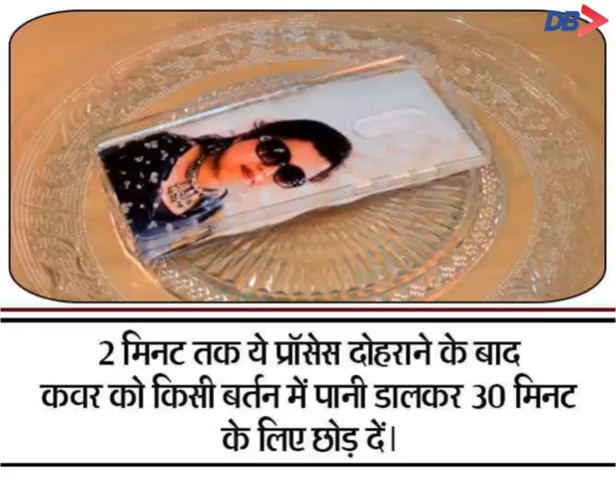 DB
2 मिनट तक ये प्रॉसेस दोहराने के बाद
कवर को किसी बर्तन में पानी डालकर 30 मिनट
के लिए छोड़ दें।